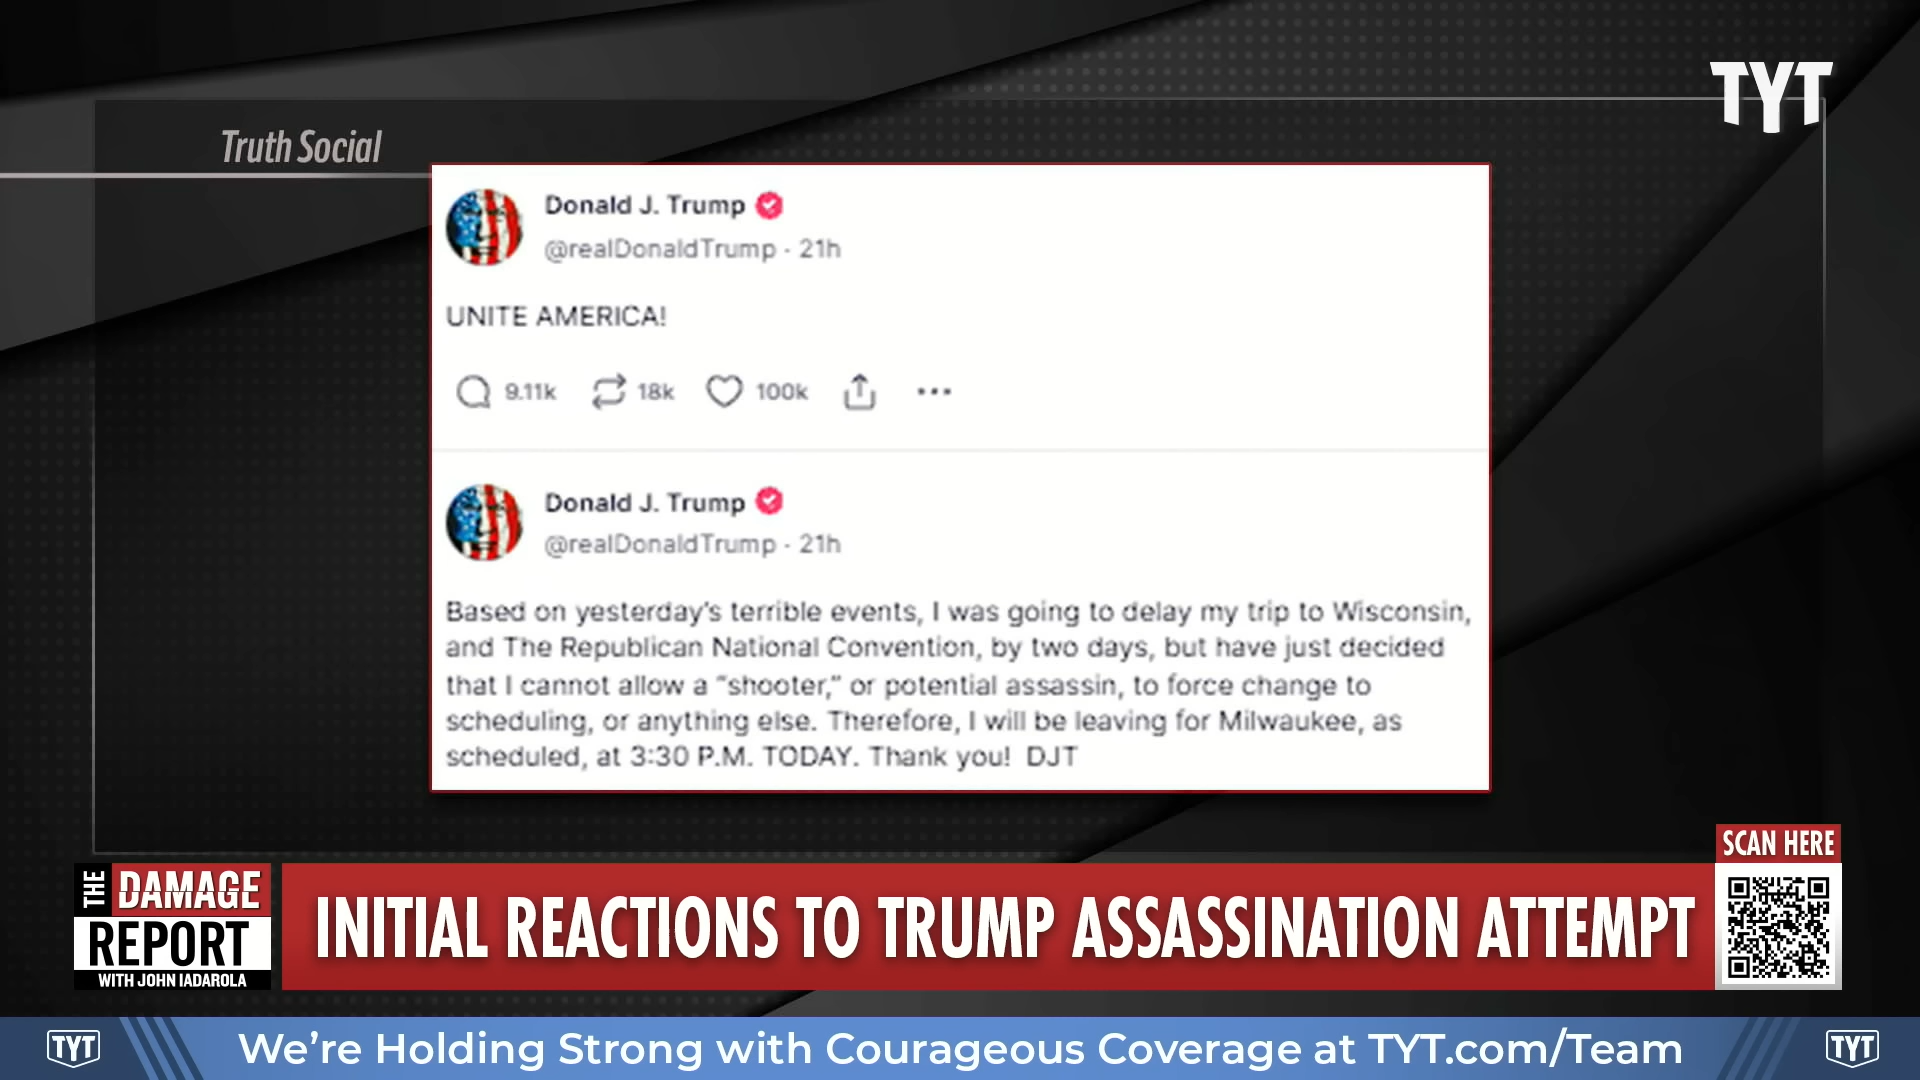 TYT
Truth Social
Donald J. Trump
@realDonaldTrump · 21h
UNITE AMERICA!
9.11k 18k 100k
Donald J. Trump
@realDonaldTrump · 21h
Based on yesterday's terrible events, I was going to delay my trip to Wisconsin,
and The Republican National Convention, by two days, but have just decided
that I cannot allow a "shooter," or potential assassin, to force change to
scheduling, or anything else. Therefore, I will be leaving for Milwaukee, as
scheduled, at 3:30 P.M. TODAY. Thank you! DJT
SCAN HERE
THE DAMAGE
REPORT
WITH JOHN IADAROLA
INITIAL REACTIONS TO TRUMP ASSASSINATION ATTEMPT
TYT We're Holding Strong with Courageous Coverage at TYT.com/Team TYT